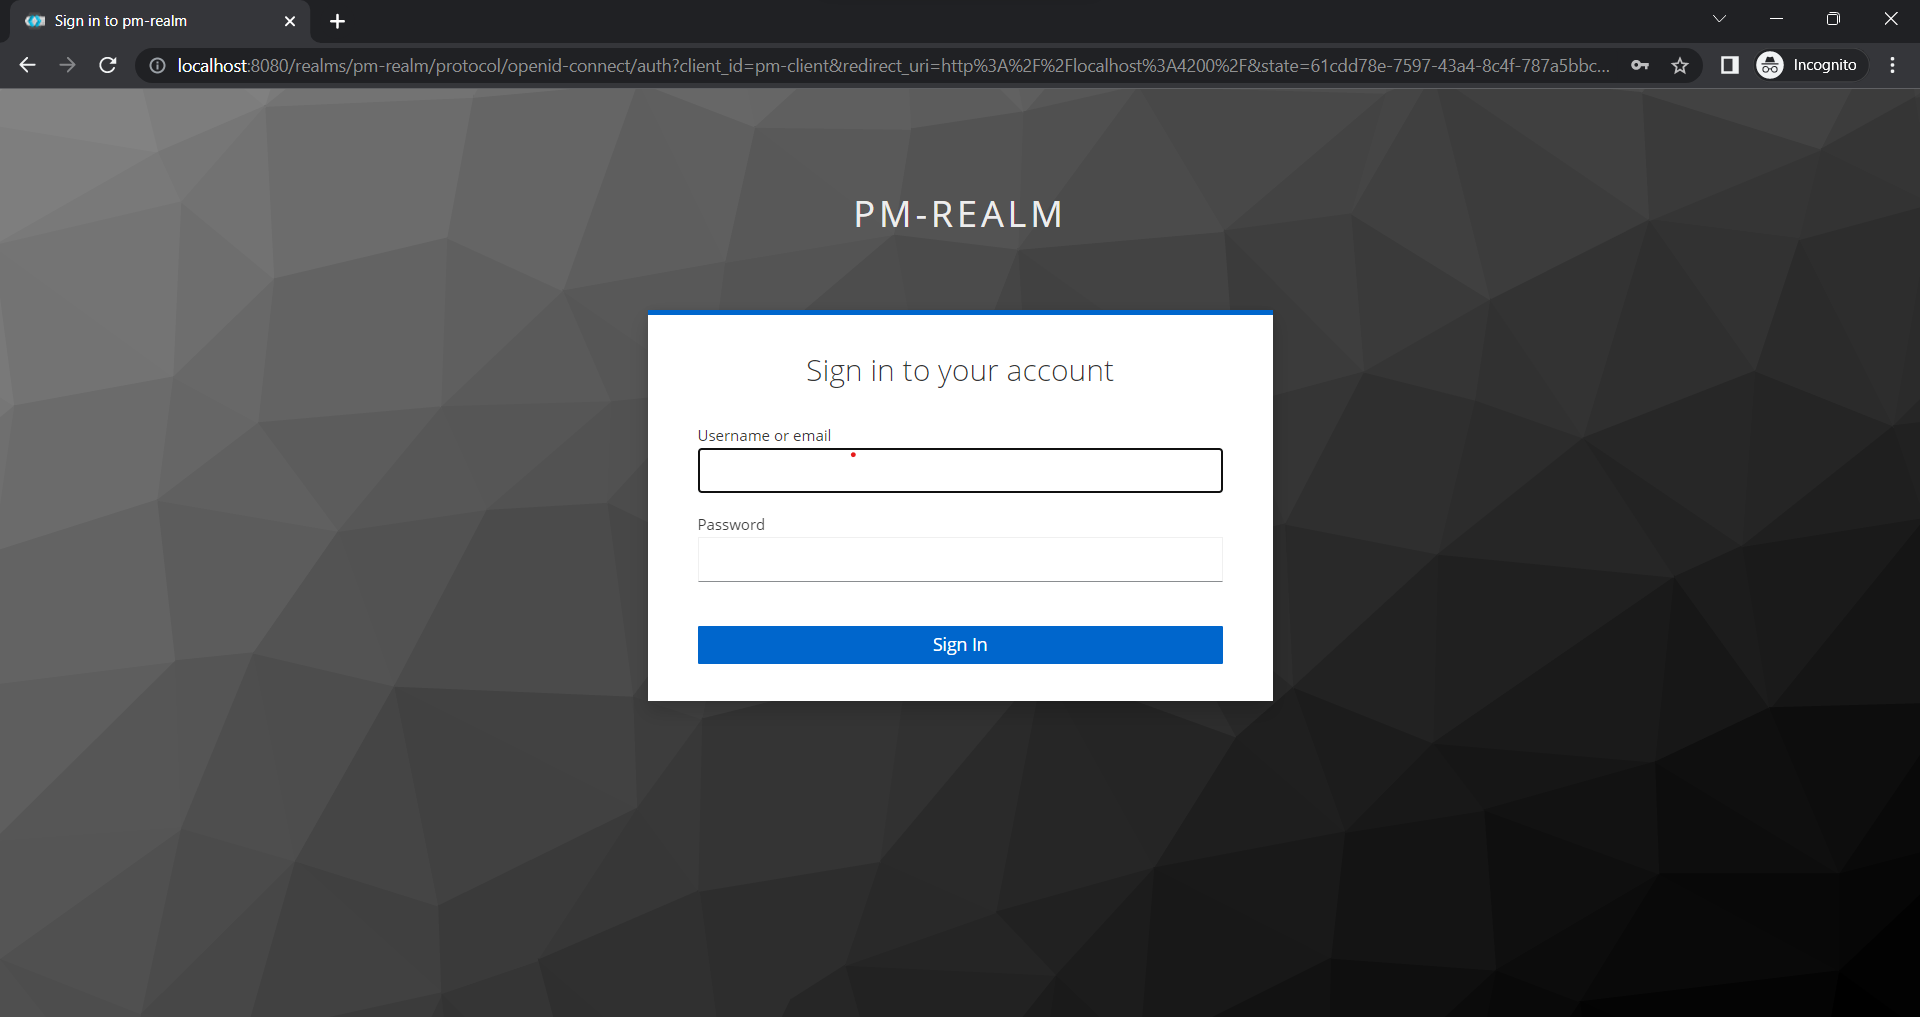 Sign in to pm-realm
localhost:8080/realms/pm-realm/protocol/openid-connect/auth?client_id=pm-client&redirect_uri=http%3A%2F%2Flocalhost%3A4200%2F&state=61cdd78e-7597-43a4-8c4f-787a5bbc...
Incognito
PM-REALM
Sign in to your account
Username or email
Password
Sign In